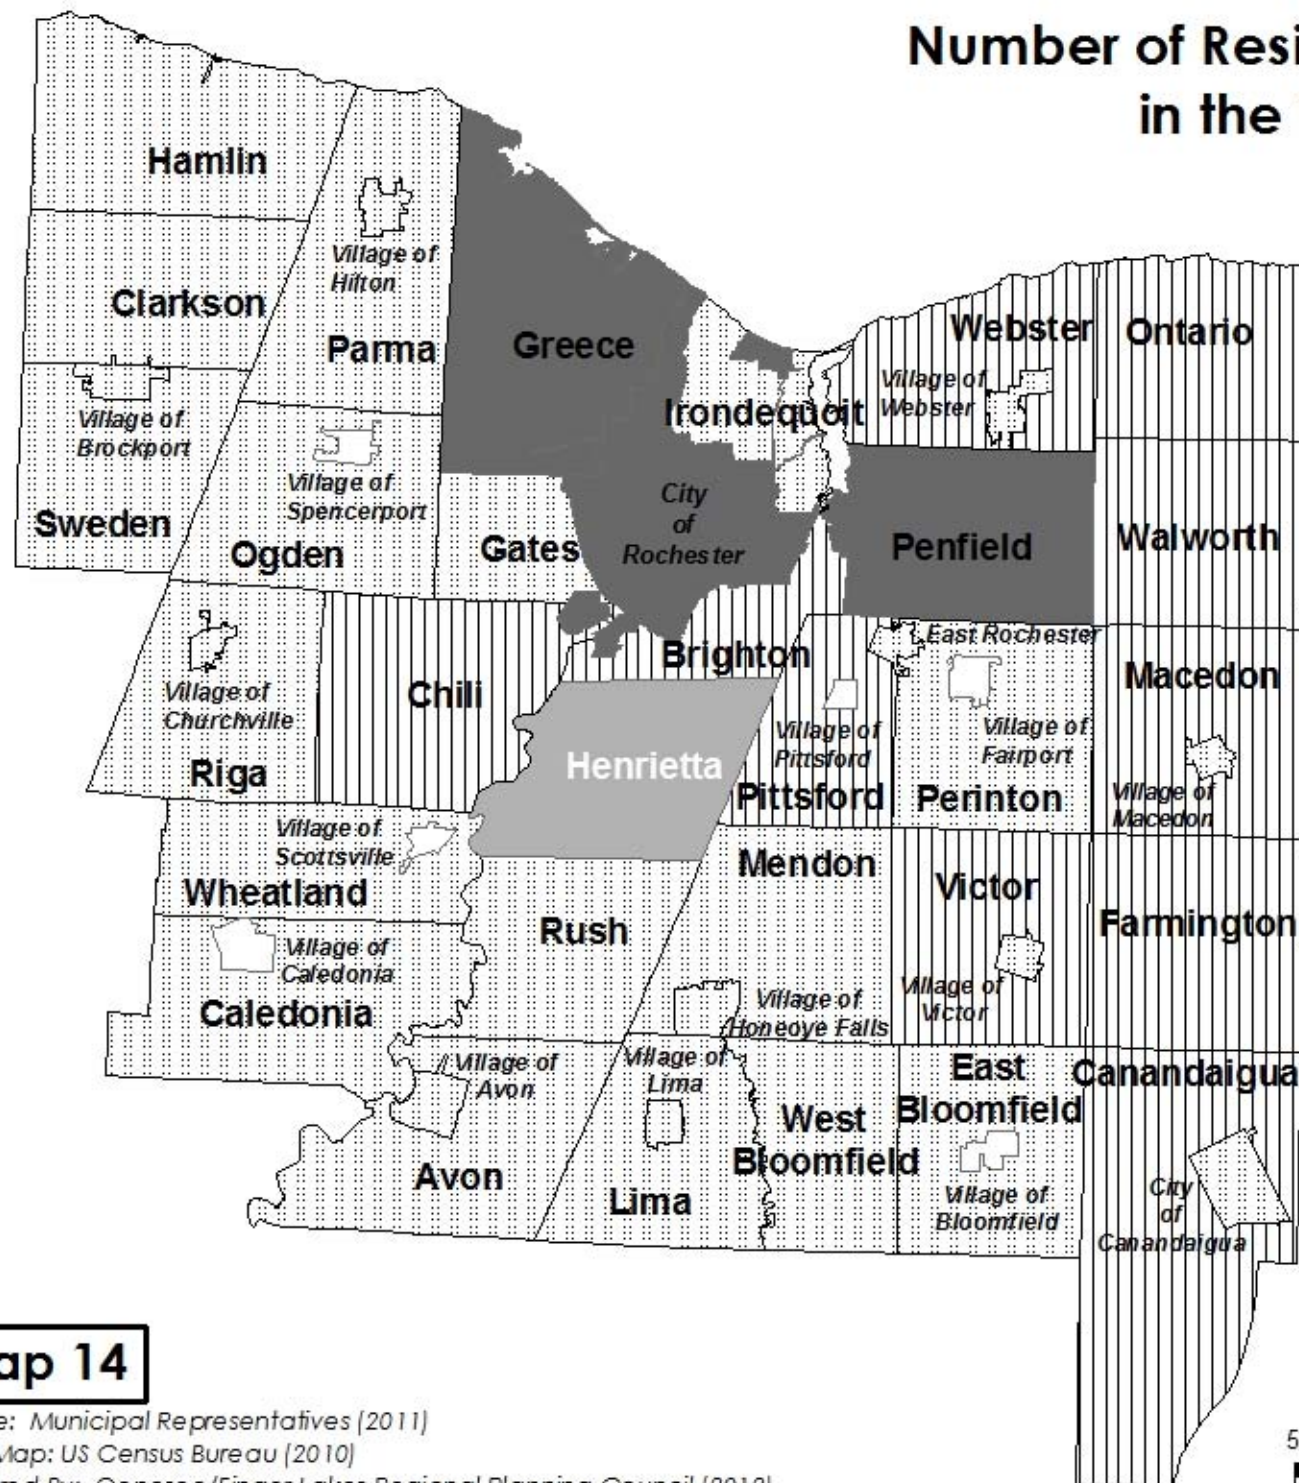 Number of Resi
in the
Hamlin
Village of
Hilton
Clarkson
Parma
Greece
Webster
Ontario
Village of
Webster
Irondequoit
Village of
Brockport
Village of
Spencerport
City
of
Rochester
Sweden
Ogden
Gates
Penfield
Walworth
East Rochester
Brighton
Macedon
Village of
Churchville
Chili
Village of
Pittsford
Village of
Fairport
Henrietta
Riga
Pittsford
Perinton
Village of
Macedon
Village of
Scottsville
Mendon
Wheatland
Victor
Rush
Farmington
Village of
Caledonia
Village of
Victor
Caledonia
Village of
Honeoye Falls
Village of
Avon
Village of
Lima
East
Bloomfield
Canandaigua
West
Bloomfield
Avon
Lima
Village of
Bloomfield
City
of
Canandaigua
ap 14
e: Municipal Representatives (2011)
Map: US Census Bureau (2010)
5